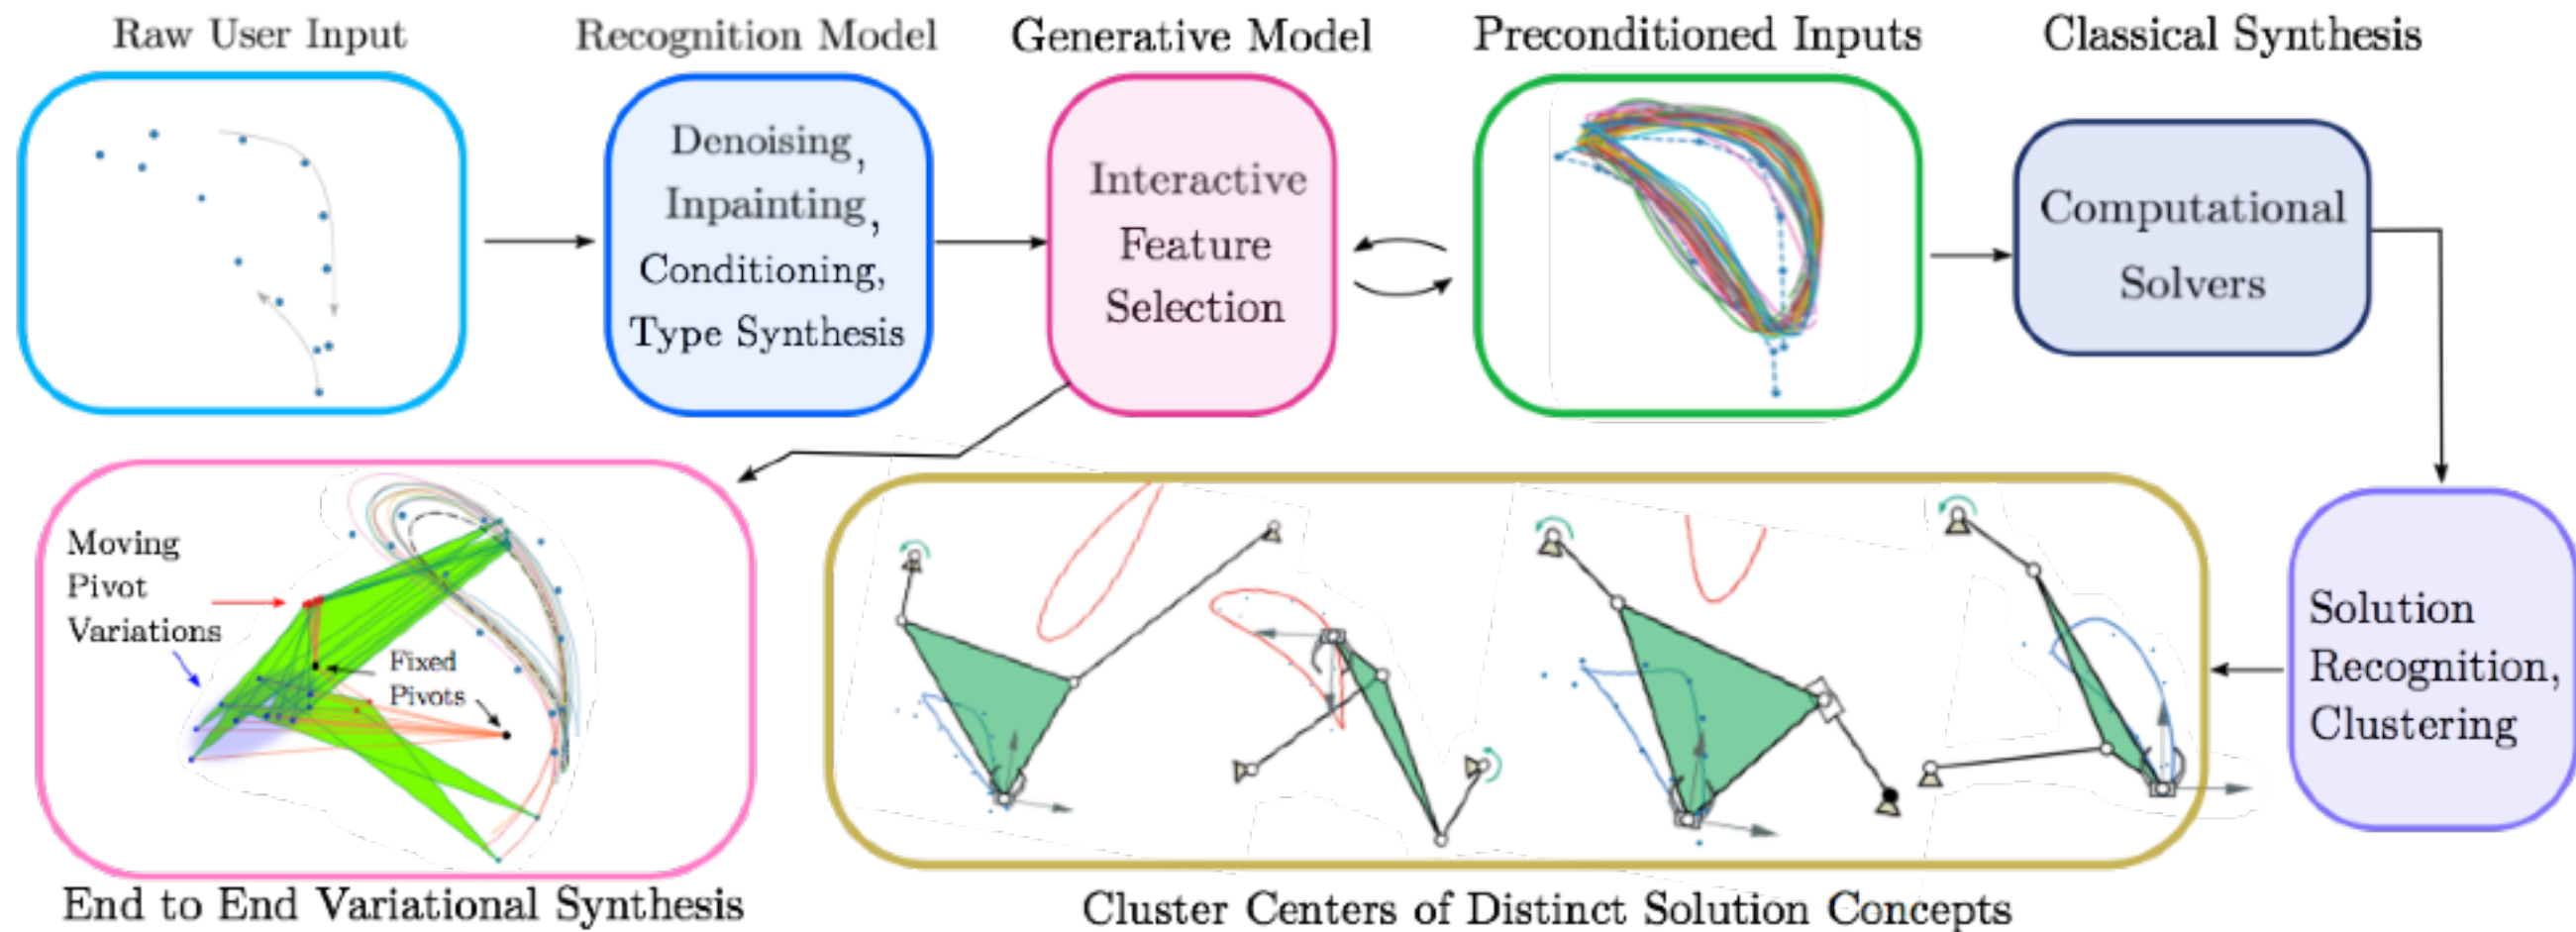 Raw User Input
Recognition Model
Generative Model
Preconditioned Inputs
Classical Synthesis
Denoising,
Inpainting,
Conditioning,
Type Synthesis
Interactive
Feature
Selection
Computational
Solvers
Moving
Pivot
Variations
Fixed
Pivots
Solution
Recognition,
Clustering
End to End Variational Synthesis
Cluster Centers of Distinct Solution Concepts